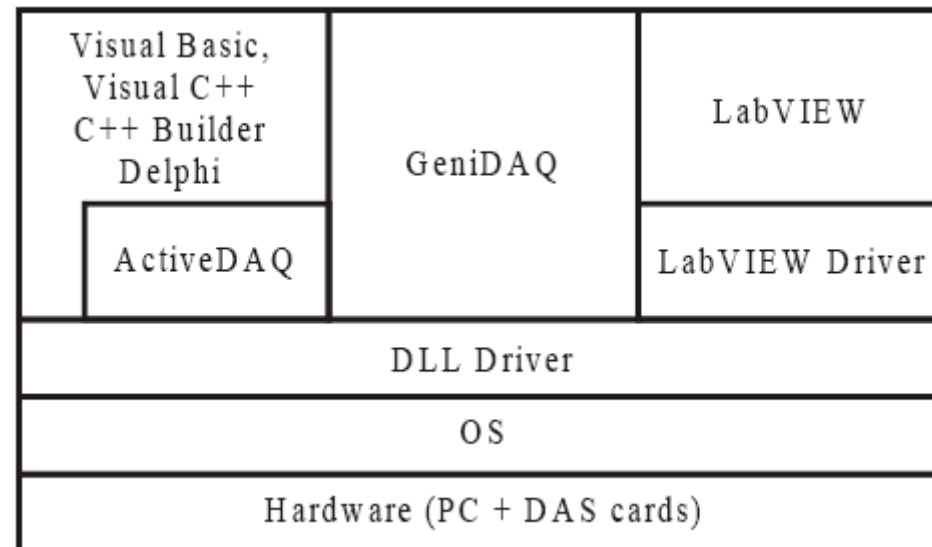 Visual Basic,
Visual C++
C++ Builder
Delphi
ActiveDAQ
GeniDAQ
LabVIEW
LabVIEW Driver
DLL Driver
OS
Hardware (PC + DAS cards)